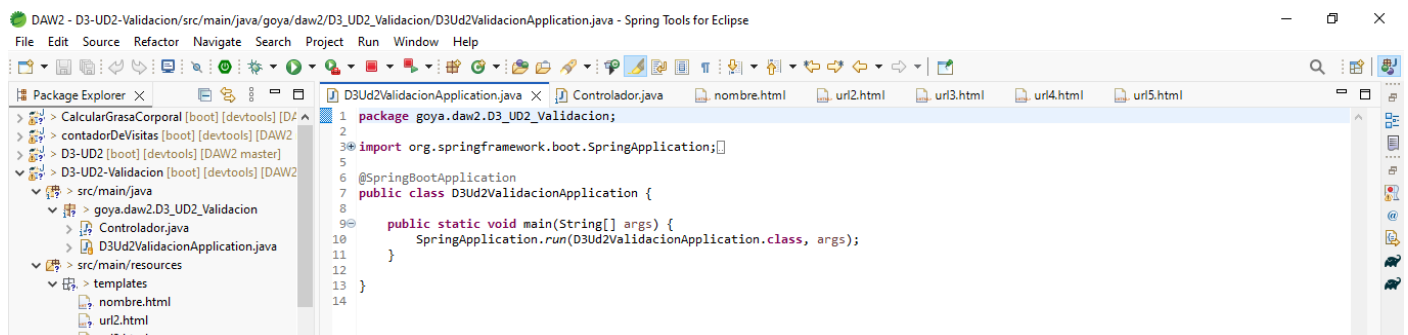 DAW2 - D3-UD2-Validacion/src/main/java/goya/daw2/D3_UD2_Validacion/D3Ud2ValidacionApplication.java - Spring Tools for Eclipse
File Edit Source Refactor Navigate Search Project Run Window Help
Package Explorer
> CalcularGrasaCorporal [boot] [devtools] [DA
> contadorDeVisitas [boot] [devtools] [DAW2
> D3-UD2 [boot] [devtools] [DAW2 master]
> D3-UD2-Validacion [boot] [devtools] [DAW2
> src/main/java
> goya.daw2.D3_UD2_Validacion
Controlador.java
D3Ud2ValidacionApplication.java
> src/main/resources
> templates
nombre.html
url2.html
D3Ud2ValidacionApplication.java Controlador.java nombre.html url2.html url3.html url4.html url5.html
1 package goya.daw2.D3_UD2_Validacion;
2
3 import org.springframework.boot.SpringApplication;
5
6 @SpringBootApplication
7 public class D3Ud2ValidacionApplication {
8
9 public static void main(String[] args) {
10 SpringApplication.run(D3Ud2ValidacionApplication.class, args);
11 }
12
13 }
14